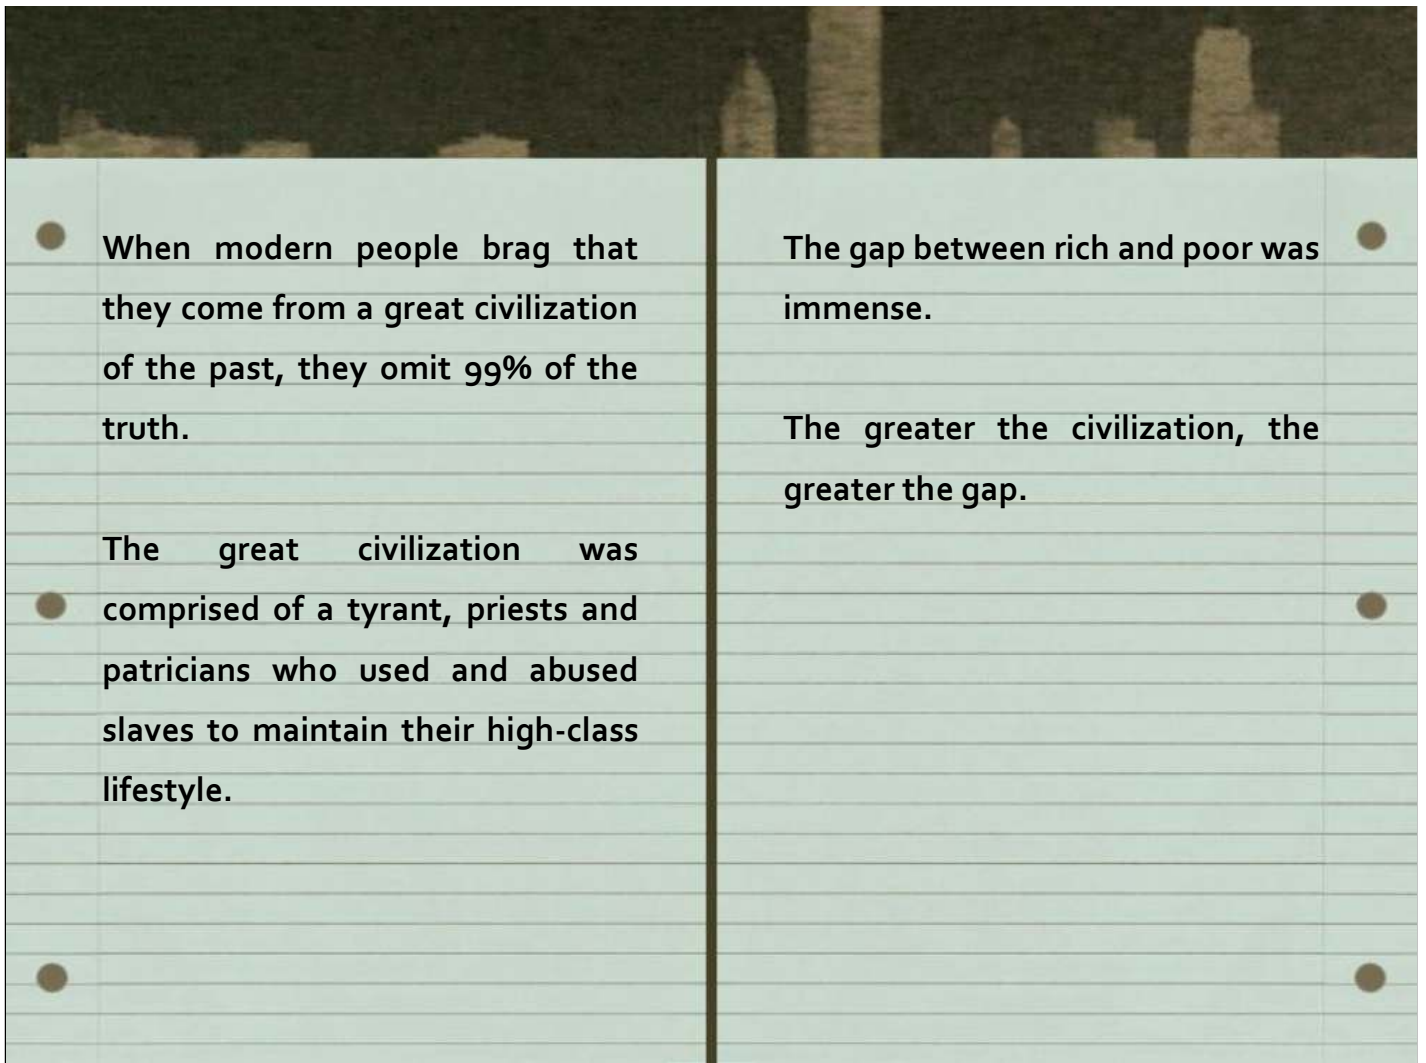 When modern people brag that
they come from a great civilization
of the past, they omit 99% of the
truth.
The great civilization was
comprised of a tyrant, priests and
patricians who used and abused
slaves to maintain their high-class
lifestyle.
The gap between rich and poor was
immense.
The greater the civilization, the
greater the gap.